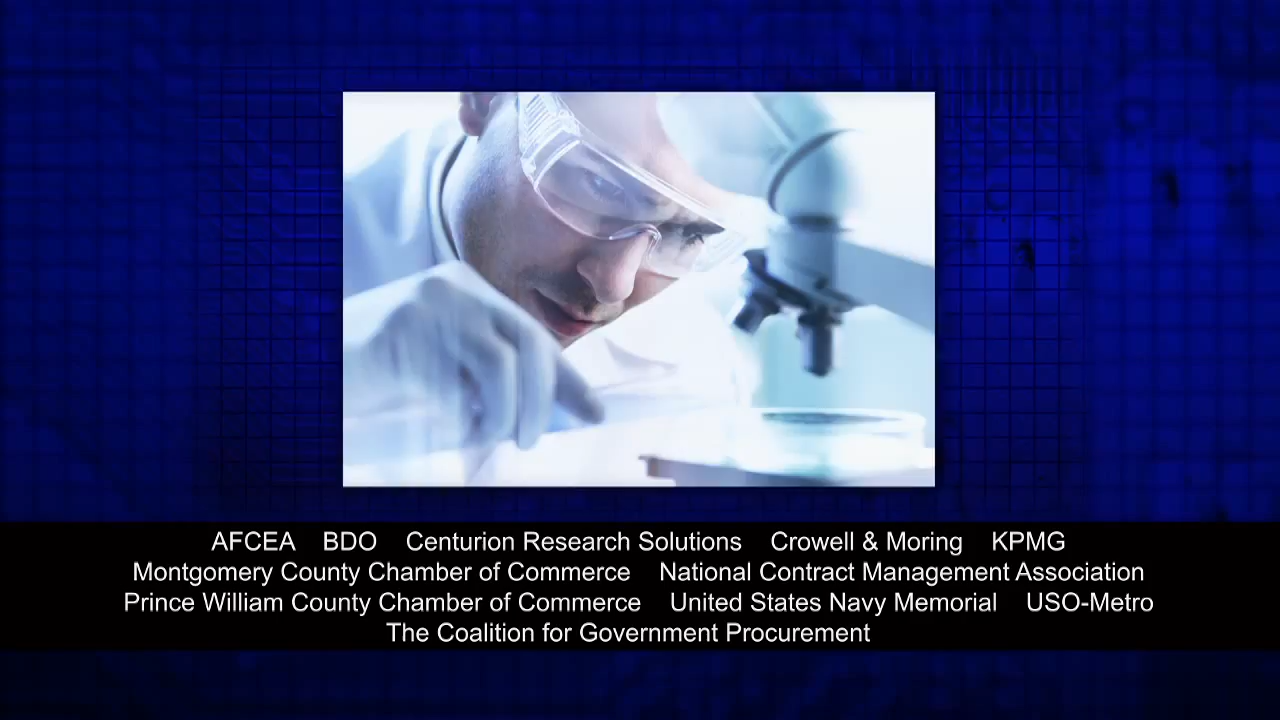 AFCEA BDO Centurion Research Solutions Crowell & Moring KPMG
Montgomery County Chamber of Commerce National Contract Management Association
Prince William County Chamber of Commerce United States Navy Memorial USO-Metro
The Coalition for Government Procurement